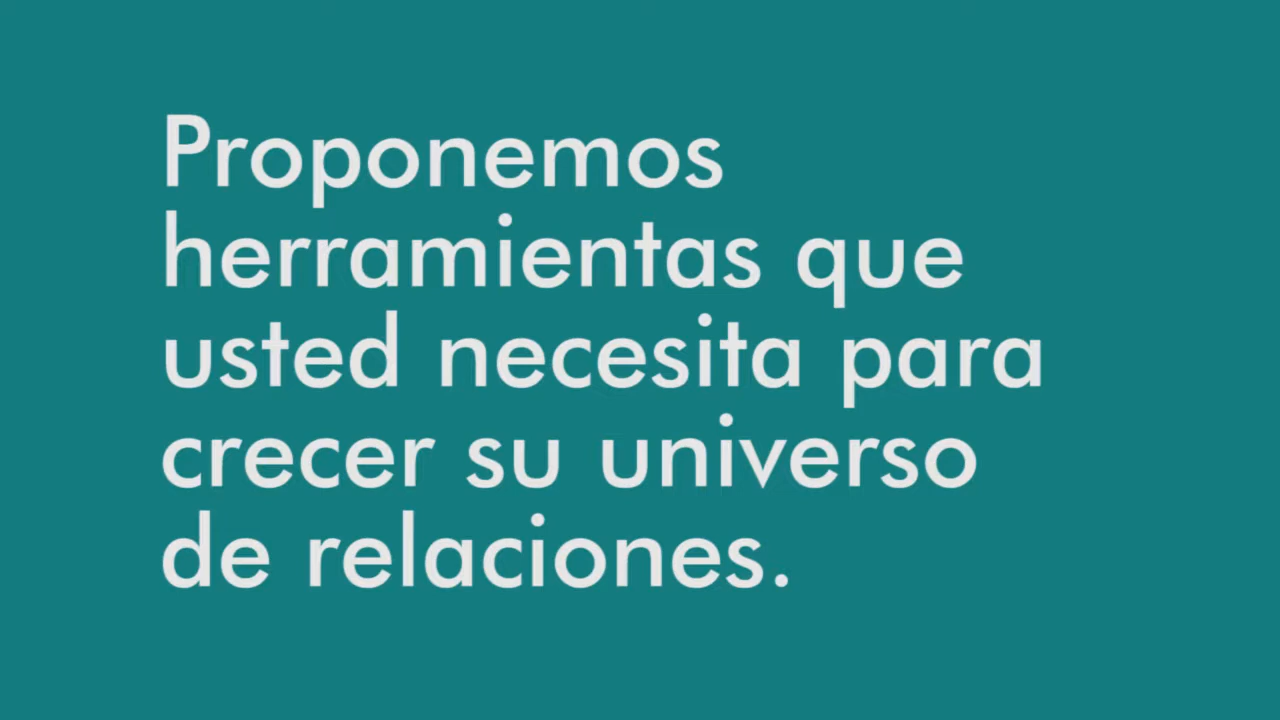 Proponemos
herramientas que
usted necesita para
crecer su universo
de relaciones.